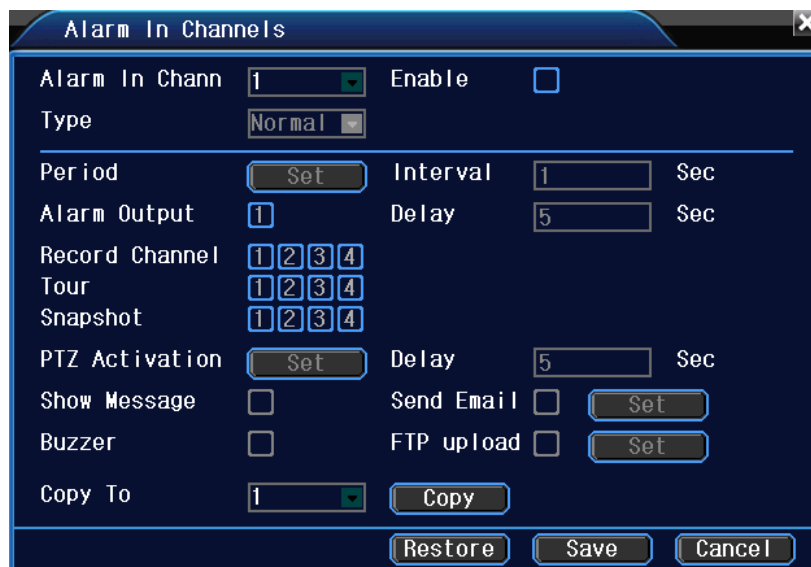 Alarm In Channels
Alarm In Chann 1 Enable
Type Normal
Period Set Interval 1 Sec
Alarm Output 1 Delay 5 Sec
Record Channel 1 2 3 4
Tour 1 2 3 4
Snapshot 1 2 3 4
PTZ Activation Set Delay 5 Sec
Show Message Send Email Set
Buzzer FTP upload Set
Copy To 1 Copy
Restore Save Cancel